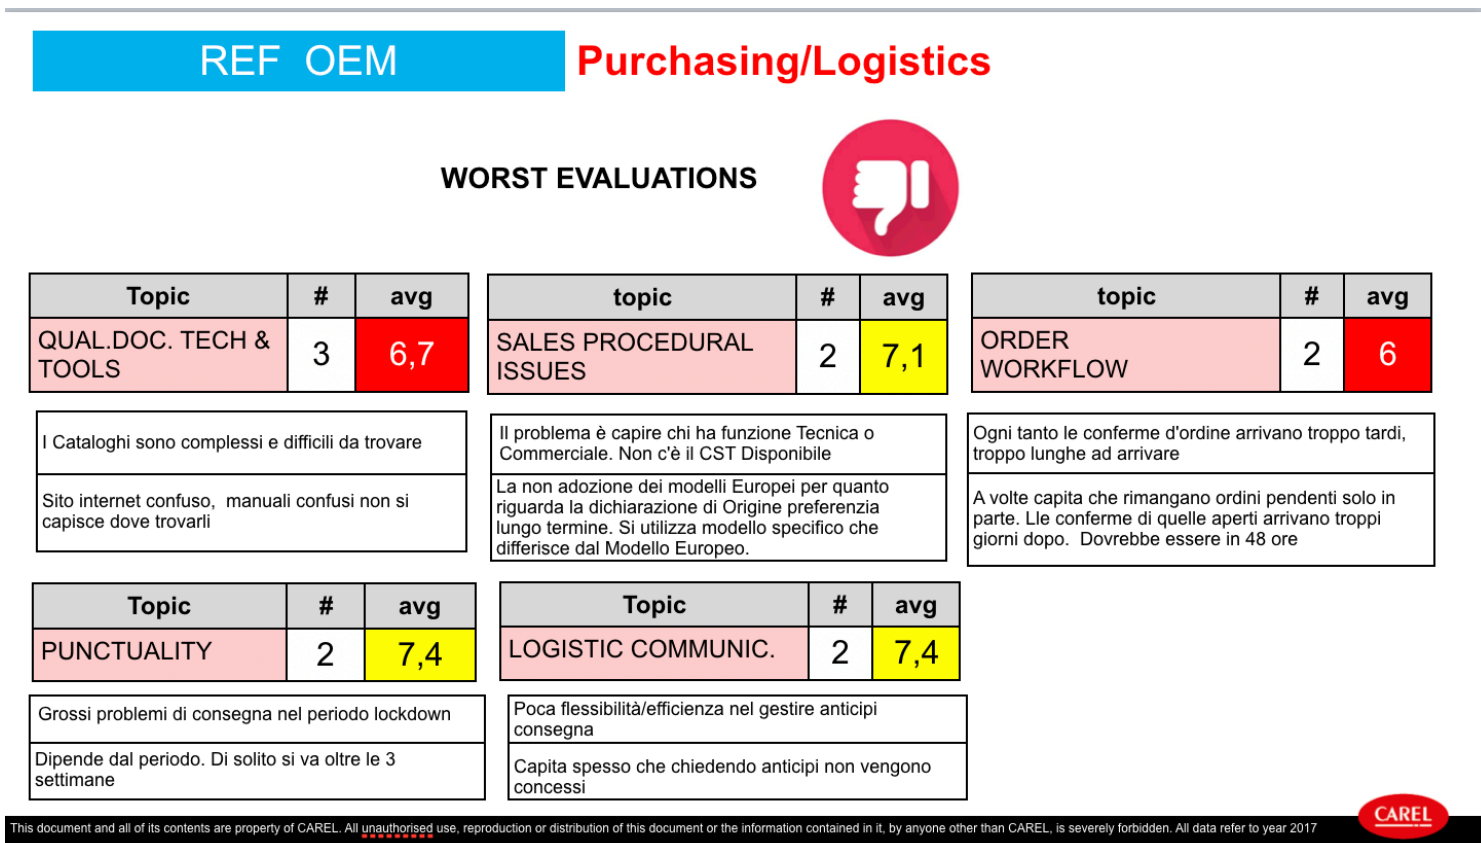 REF OEM
Purchasing/Logistics
WORST EVALUATIONS
Topic # avg
QUAL.DOC. TECH &
TOOLS
3 6,7
I Cataloghi sono complessi e difficili da trovare
Sito internet confuso, manuali confusi non si
capisce dove trovarli
topic # avg
SALES PROCEDURAL
ISSUES
2 7,1
Il problema è capire chi ha funzione Tecnica o
Commerciale. Non c'è il CST Disponibile
La non adozione dei modelli Europei per quanto
riguarda la dichiarazione di Origine preferenzia
lungo termine. Si utilizza modello specifico che
differisce dal Modello Europeo.
topic # avg
ORDER
WORKFLOW
2 6
Ogni tanto le conferme d'ordine arrivano troppo tardi,
troppo lunghe ad arrivare
A volte capita che rimangano ordini pendenti solo in
parte. Lle conferme di quelle aperti arrivano troppi
giorni dopo. Dovrebbe essere in 48 ore
Topic # avg
PUNCTUALITY 2 7,4
Grossi problemi di consegna nel periodo lockdown
Dipende dal periodo. Di solito si va oltre le 3
settimane
Topic # avg
LOGISTIC COMMUNIC. 2 7,4
Poca flessibilità/efficienza nel gestire anticipi
consegna
Capita spesso che chiedendo anticipi non vengono
concessi
This document and all of its contents are property of CAREL. All unauthorised use, reproduction or distribution of this document or the information contained in it, by anyone other than CAREL, is severely forbidden. All data refer to year 2017
CAREL